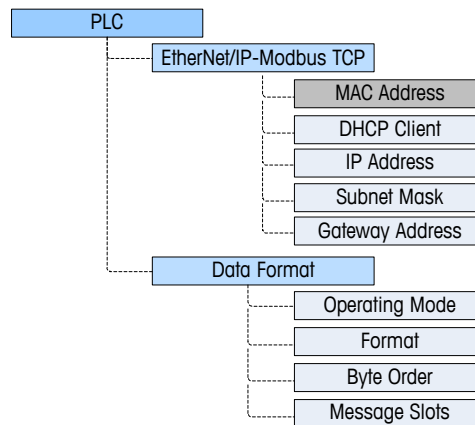 PLC
EtherNet/IP-Modbus TCP
MAC Address
DHCP Client
IP Address
Subnet Mask
Gateway Address
Data Format
Operating Mode
Format
Byte Order
Message Slots